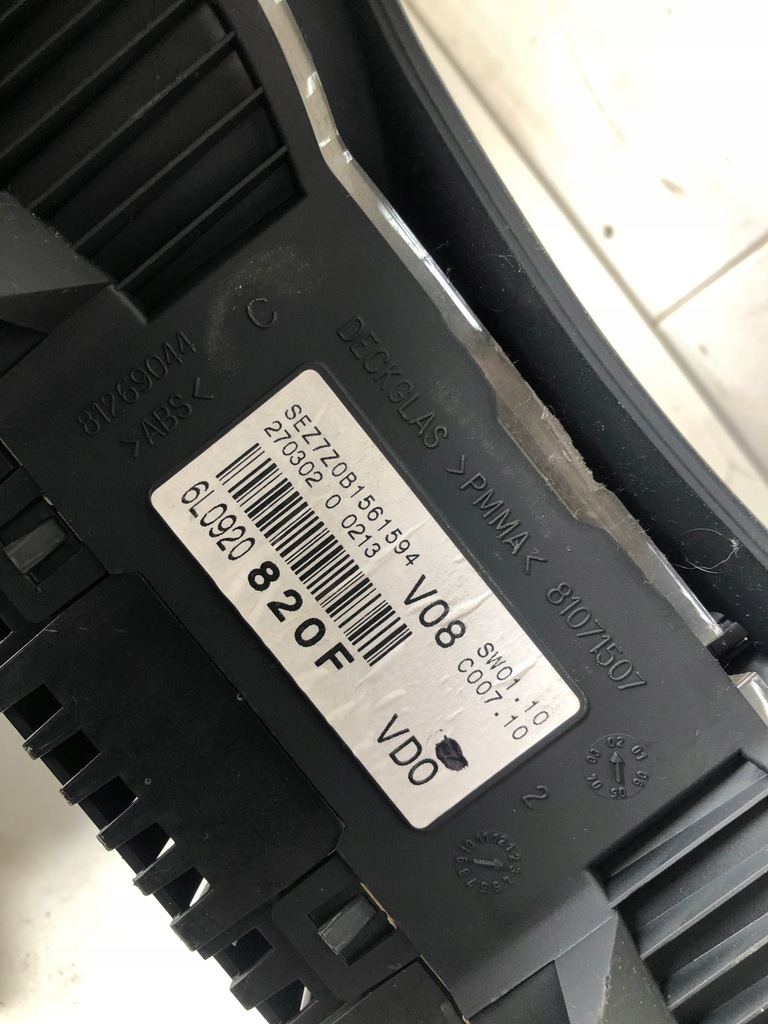 81269044
>ABS<
C
DECKGLAS >PMMA< 81071507
SEZ7Z0B1561594
270302 0 0213
V08
SW01.10
C007.10
6L0920
820F
VDO
2